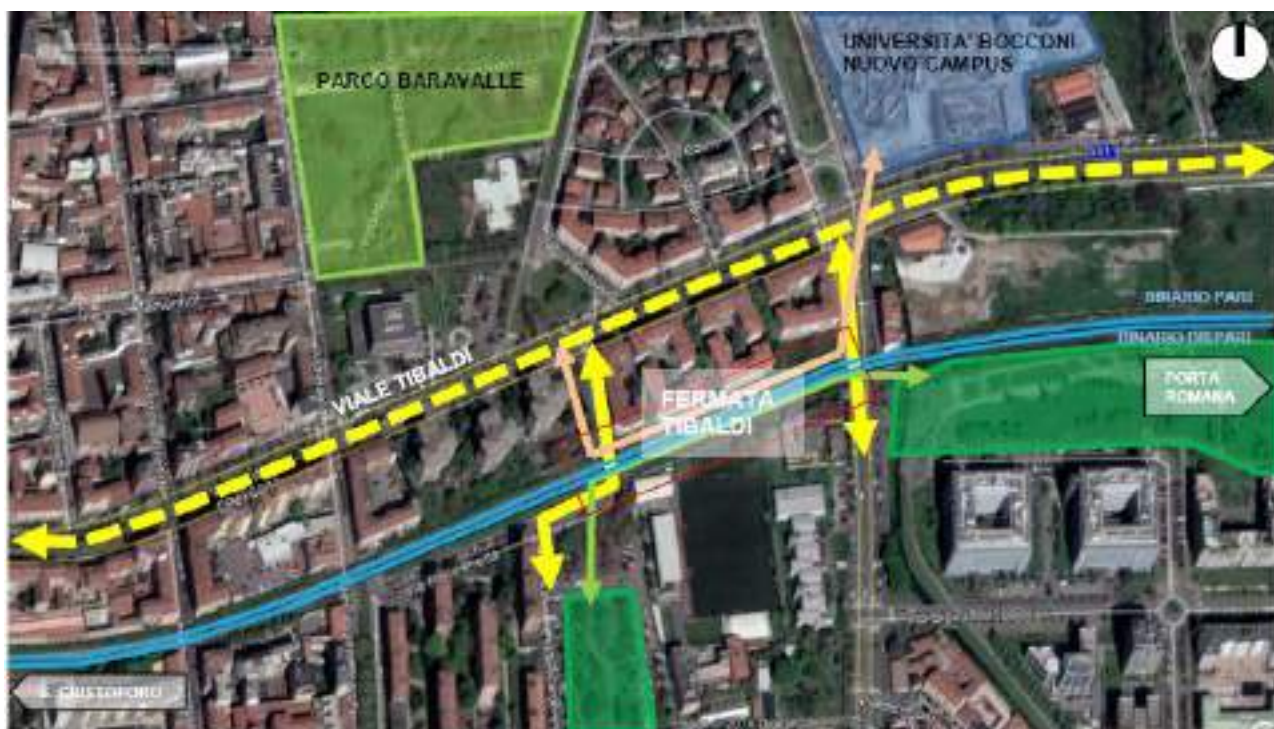 UNIVERSITA' BOCCONI
NUOVO CAMPUS
PARCO BARAVALLE
BINARIO PARI
BINARIO DISPARI
VIALE TIBALDI
PORTA
ROMANA
FERMATA
TIBALDI
S. CRISTOFORO